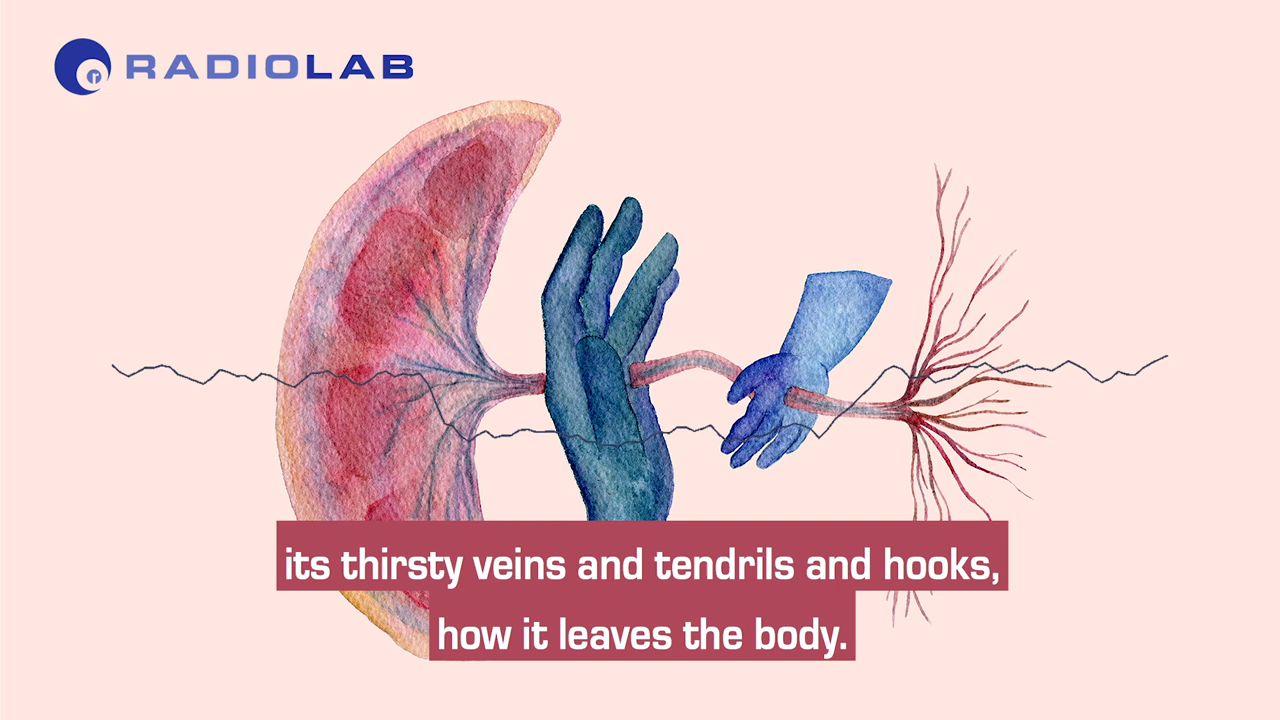 RADIOLAB
its thirsty veins and tendrils and hooks,
how it leaves the body.